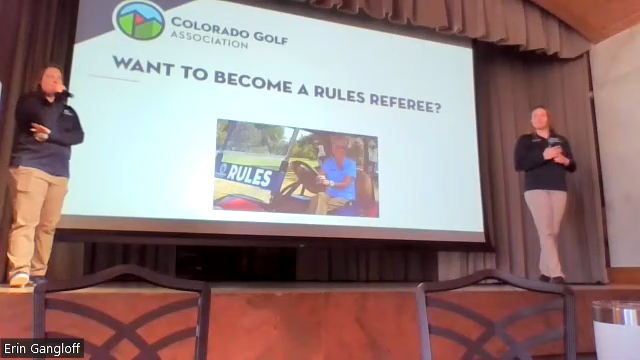 COLORADO GOLF
ASSOCIATION
WANT TO BECOME A RULES REFEREE?
RULES
Erin Gangloff